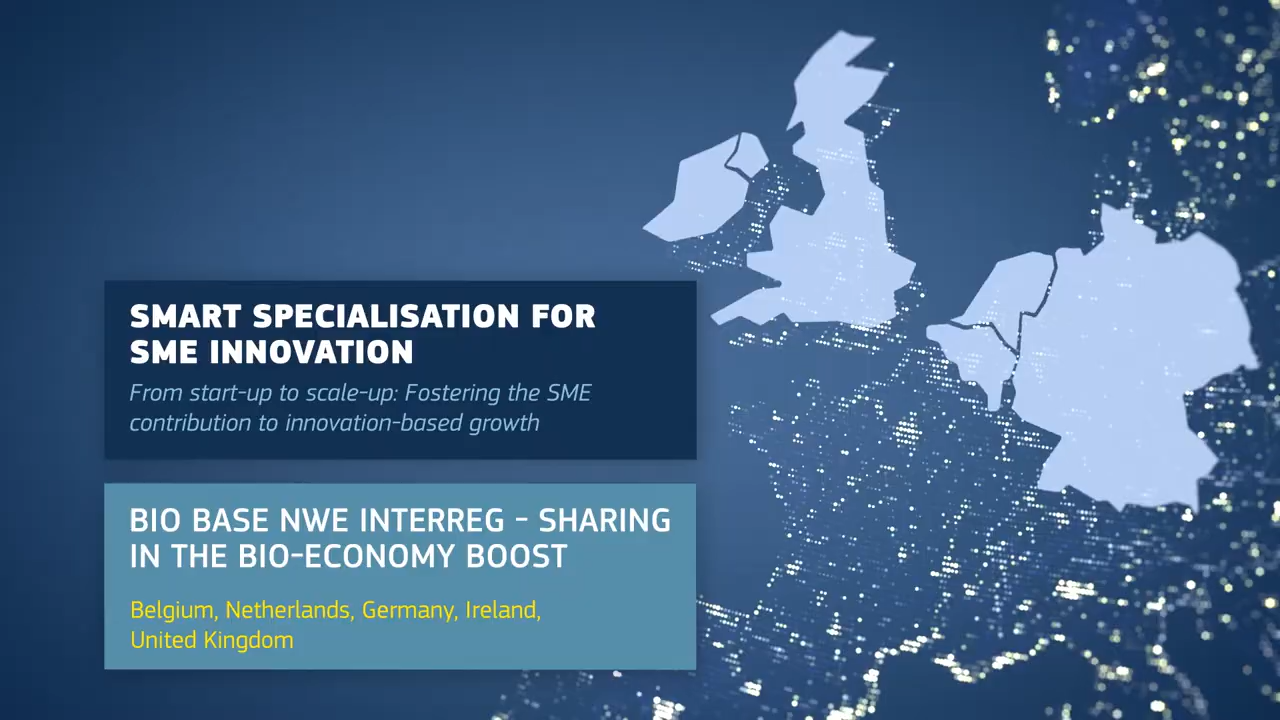 SMART SPECIALISATION FOR
SME INNOVATION
From start-up to scale-up: Fostering the SME
contribution to innovation-based growth
BIO BASE NWE INTERREG - SHARING
IN THE BIO-ECONOMY BOOST
Belgium, Netherlands, Germany, Ireland,
United Kingdom